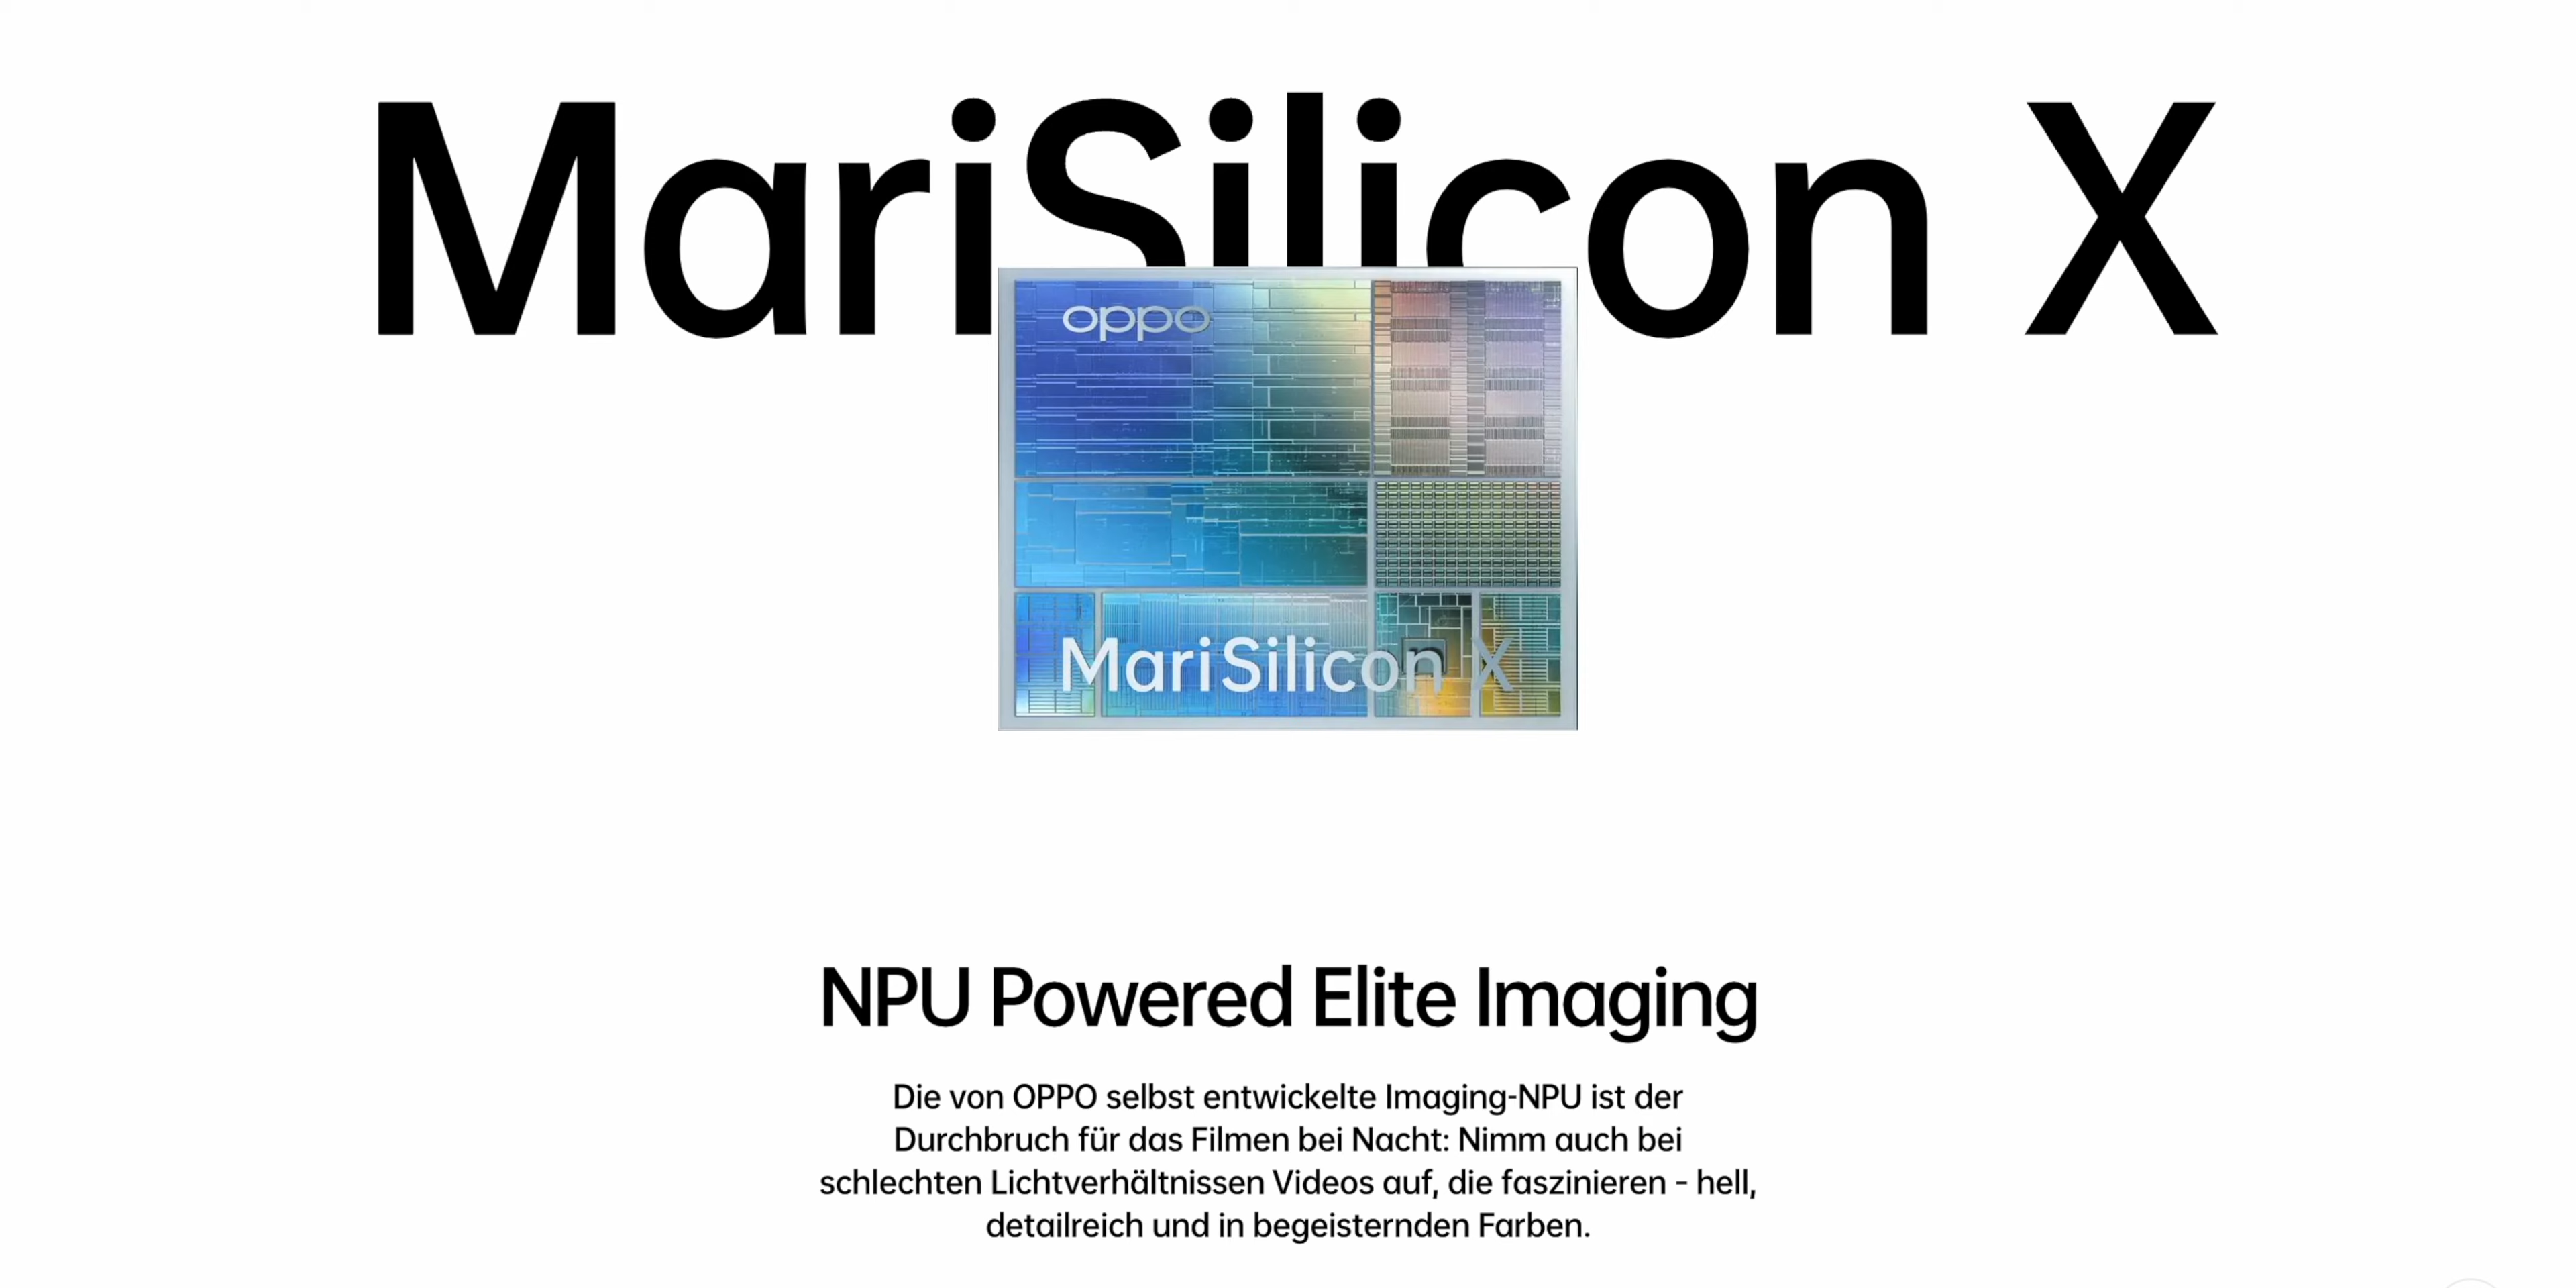 MariSilicon X
oppo
MariSilicon X
NPU Powered Elite Imaging
Die von OPPO selbst entwickelte Imaging-NPU ist der
Durchbruch für das Filmen bei Nacht: Nimm auch bei
schlechten Lichtverhältnissen Videos auf, die faszinieren - hell,
detailreich und in begeisternden Farben.